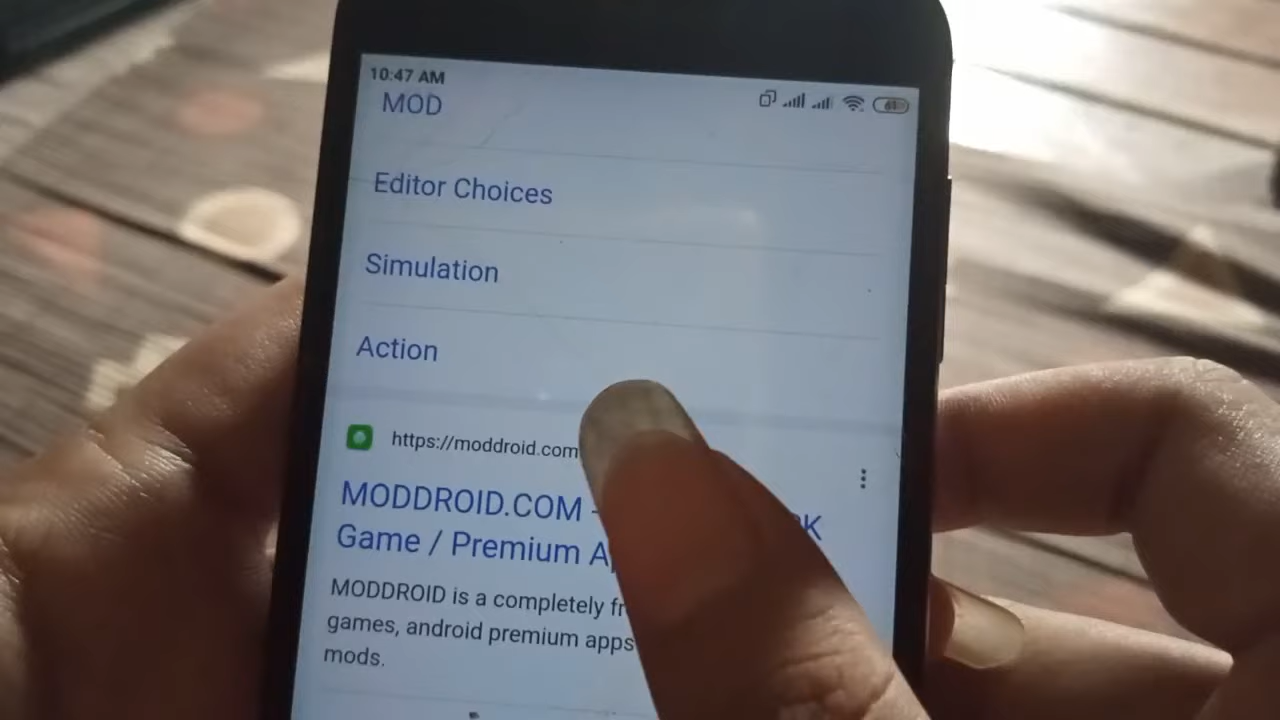 10:47 AM
61
MOD
Editor Choices
Simulation
Action
https://moddroid.com
MODDROID.COM -
Game / Premium
MODDROID is a completely
games, android premium apps
mods.